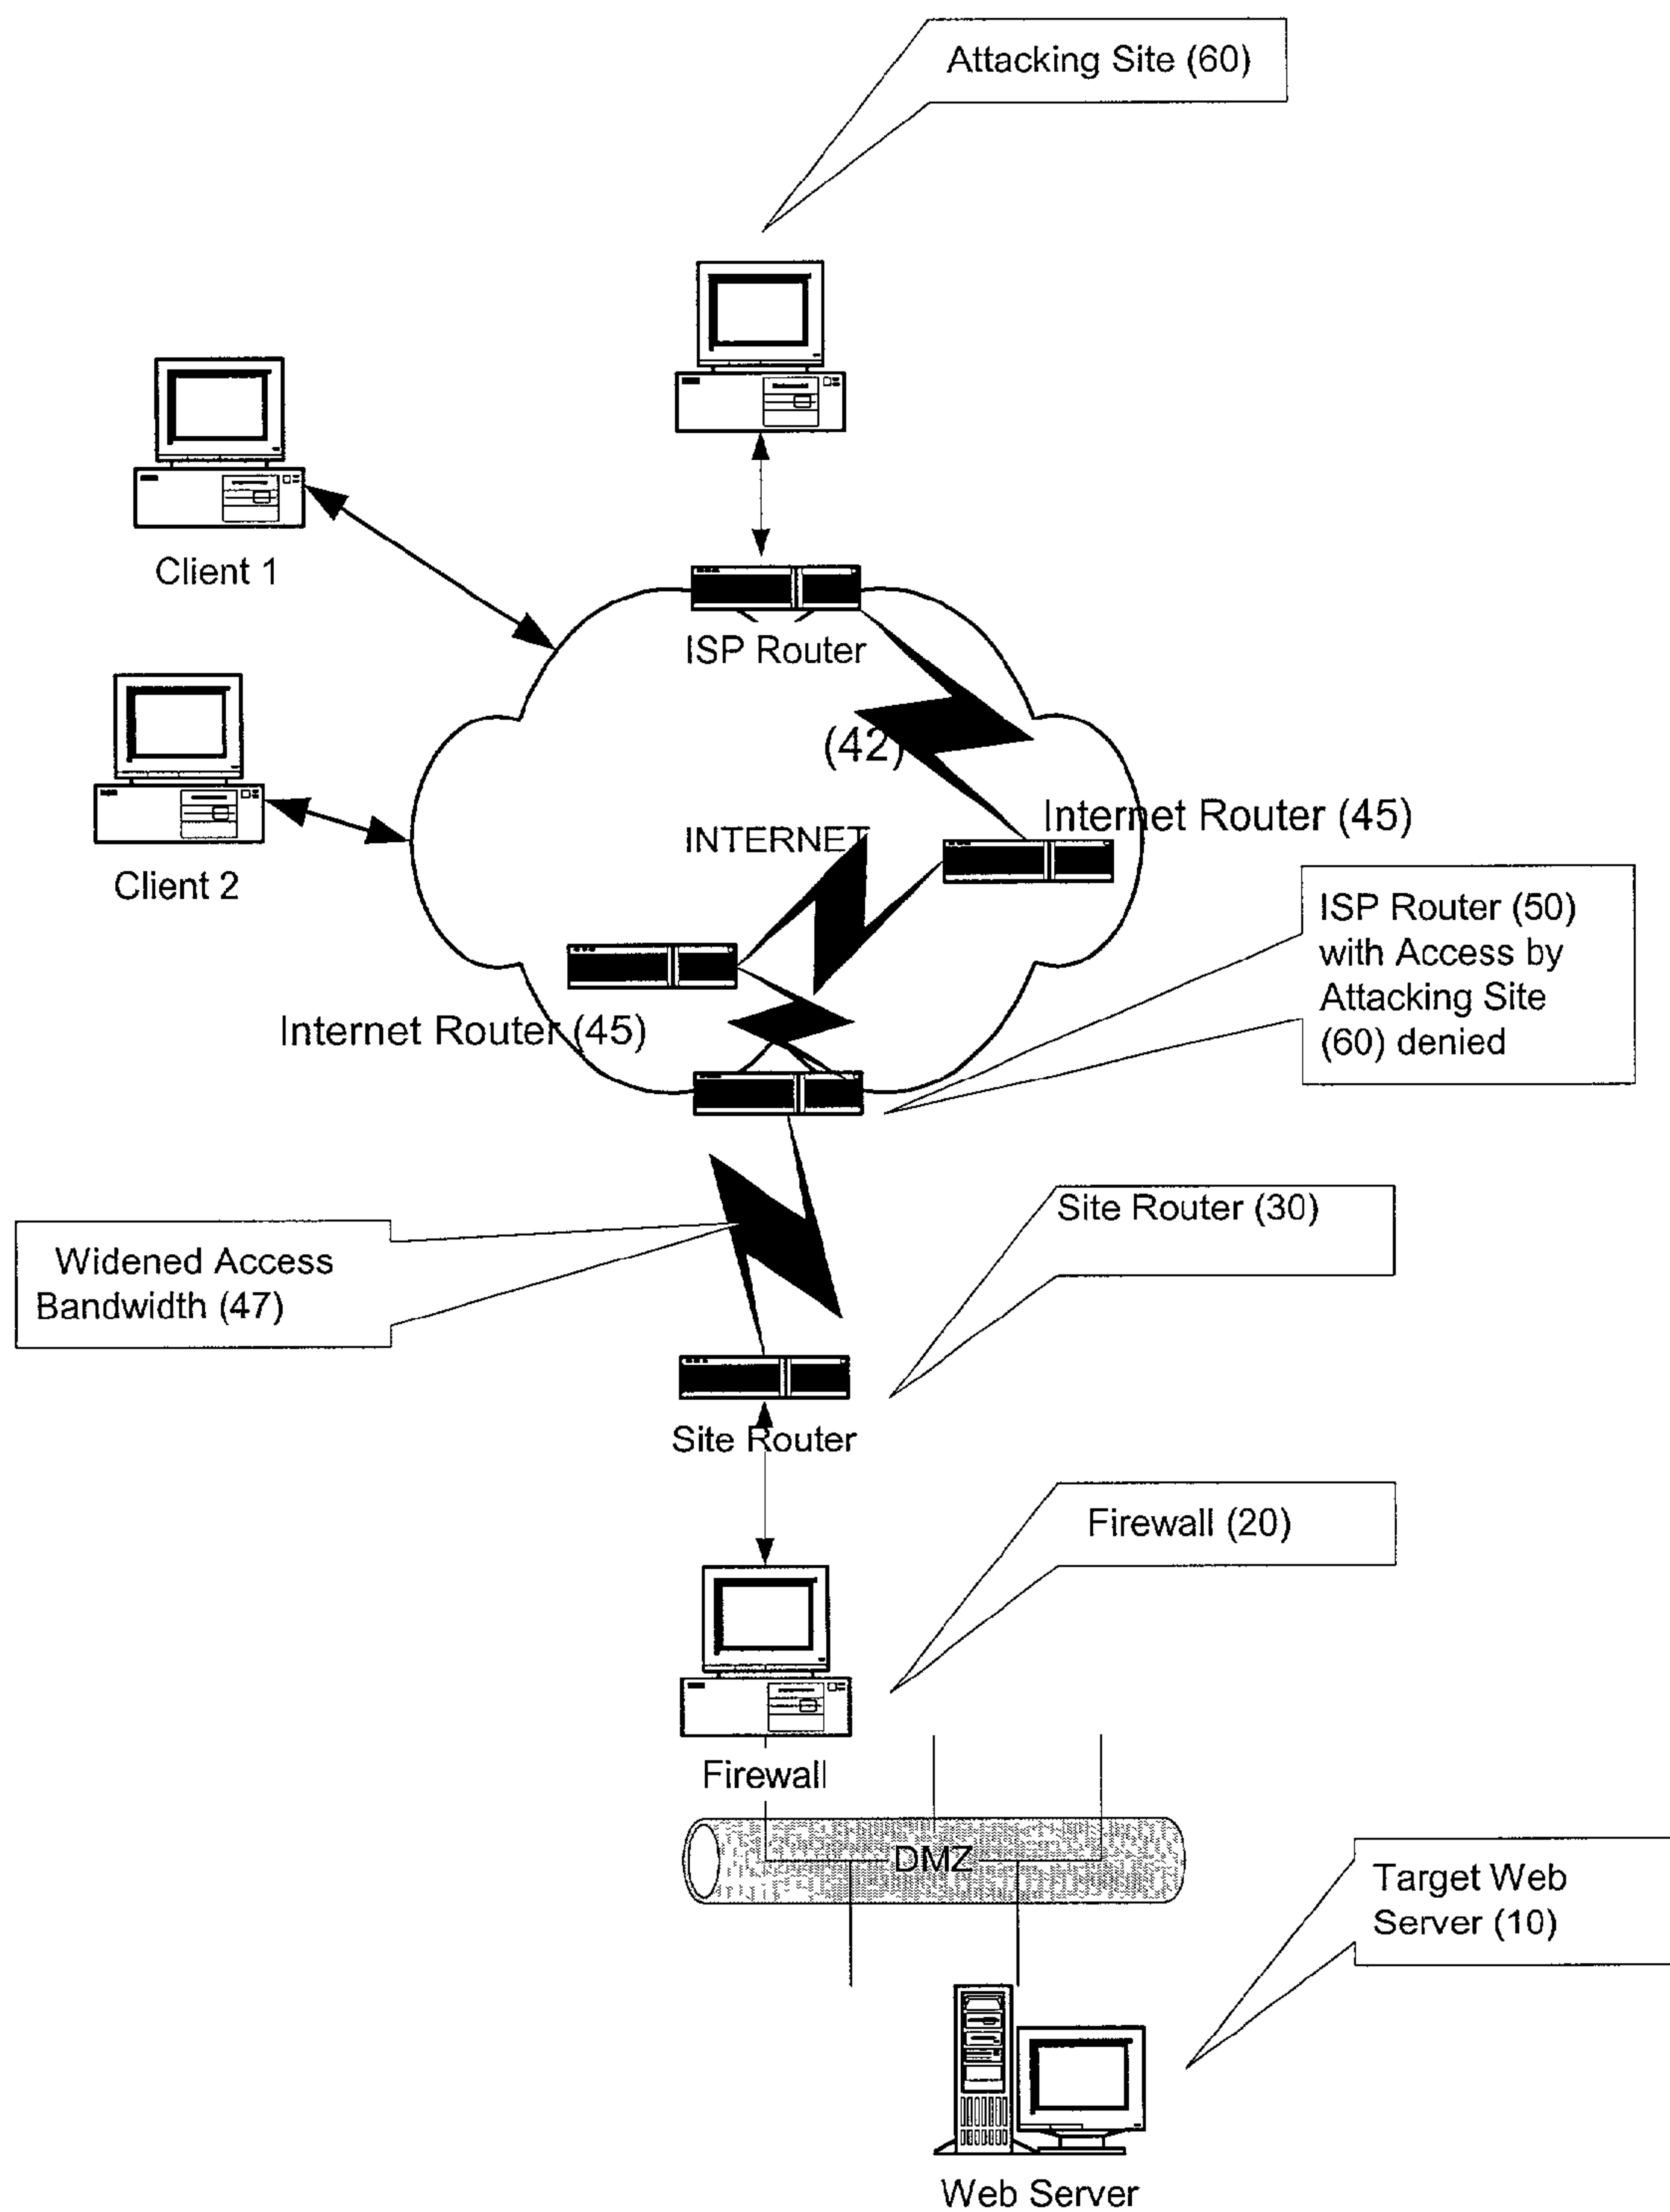 Attacking Site (60)
Client 1
ISP Router
(42)
Internet Router (45)
INTERNET
Client 2
ISP Router (50)
with Access by
Attacking Site
(60) denied
Internet Router (45)
Site Router (30)
Widened Access
Bandwidth (47)
Site Router
Firewall (20)
Firewall
DMZ
Target Web
Server (10)
Web Server